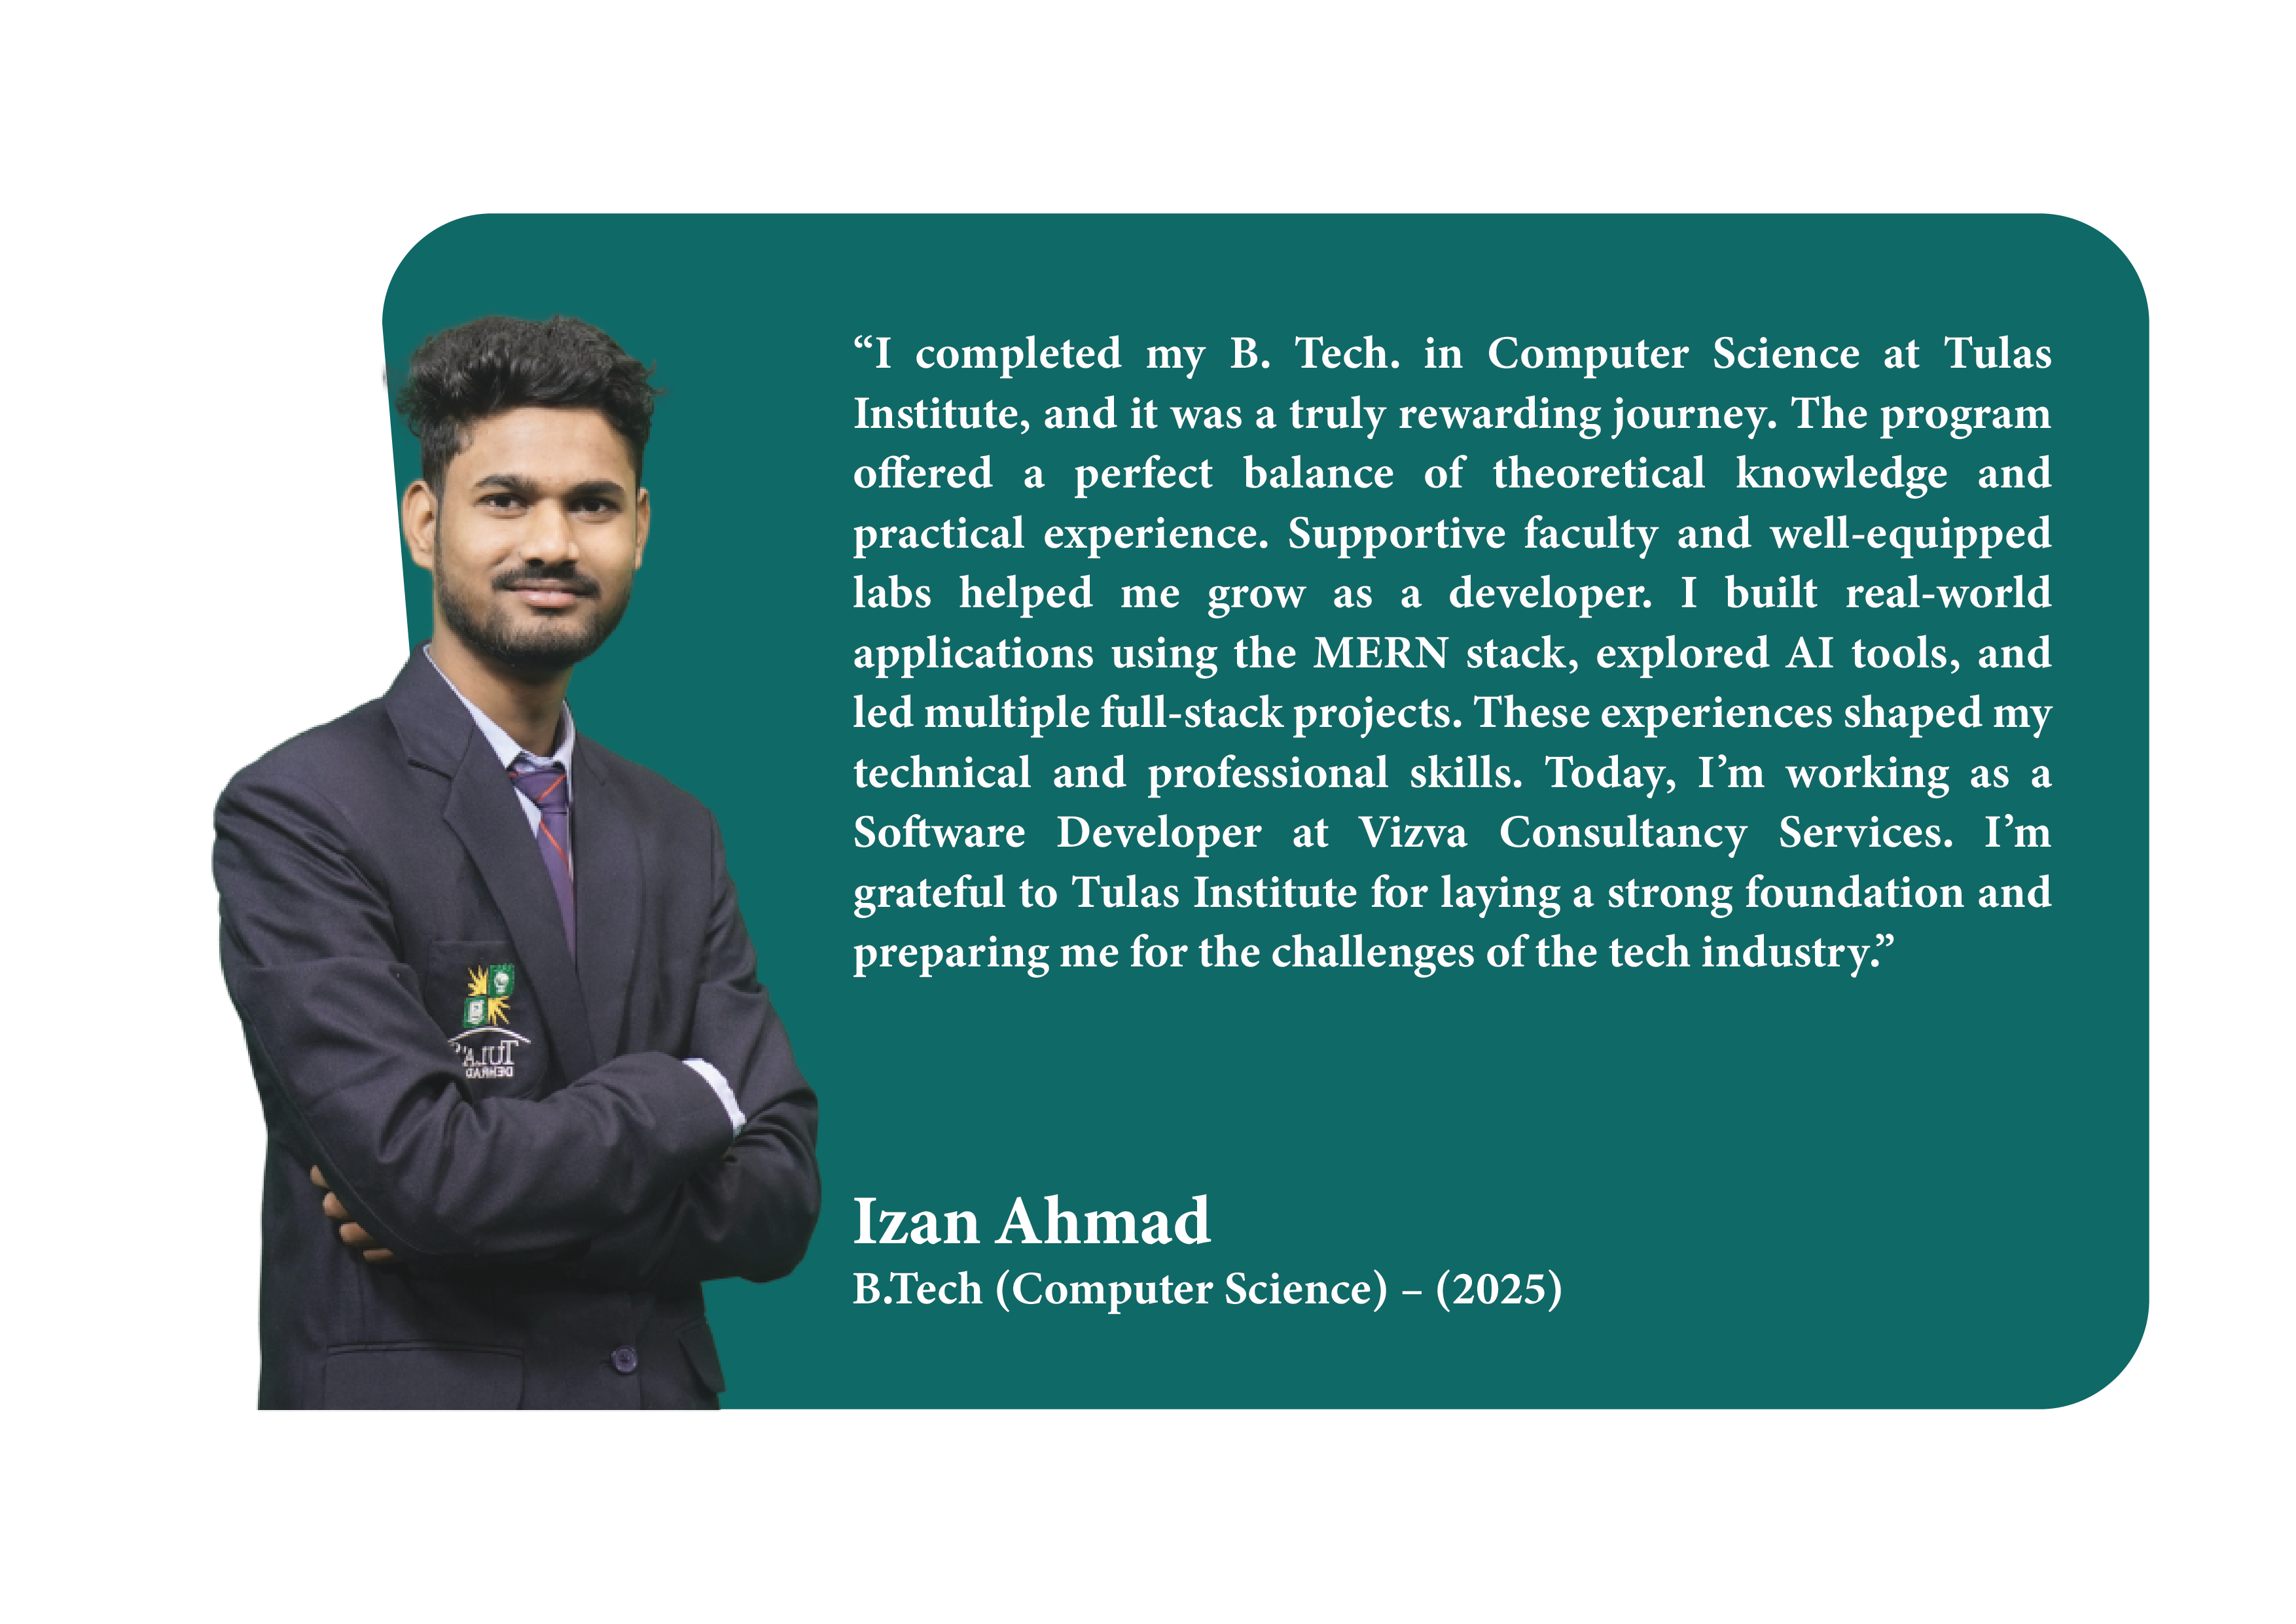 “I completed my B. Tech. in Computer Science at Tulas
Institute, and it was a truly rewarding journey. The program
offered a perfect balance of theoretical knowledge and
practical experience. Supportive faculty and well-equipped
labs helped me grow as a developer. I built real-world
applications using the MERN stack, explored AI tools, and
led multiple full-stack projects. These experiences shaped my
technical and professional skills. Today, I’m working as a
Software Developer at Vizva Consultancy Services. I’m
grateful to Tulas Institute for laying a strong foundation and
preparing me for the challenges of the tech industry.”
Izan Ahmad
B.Tech (Computer Science) – (2025)